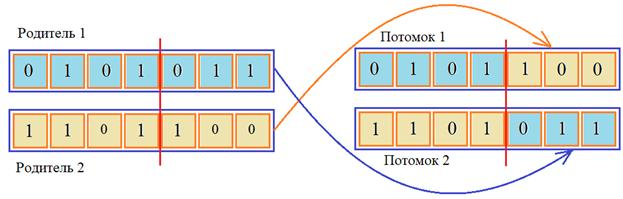 Родитель 1
0 1 0 1 0 1 1
1 1 0 1 1 0 0
Родитель 2
Потомок 1
0 1 0 1 1 0 0
1 1 0 1 0 1 1
Потомок 2